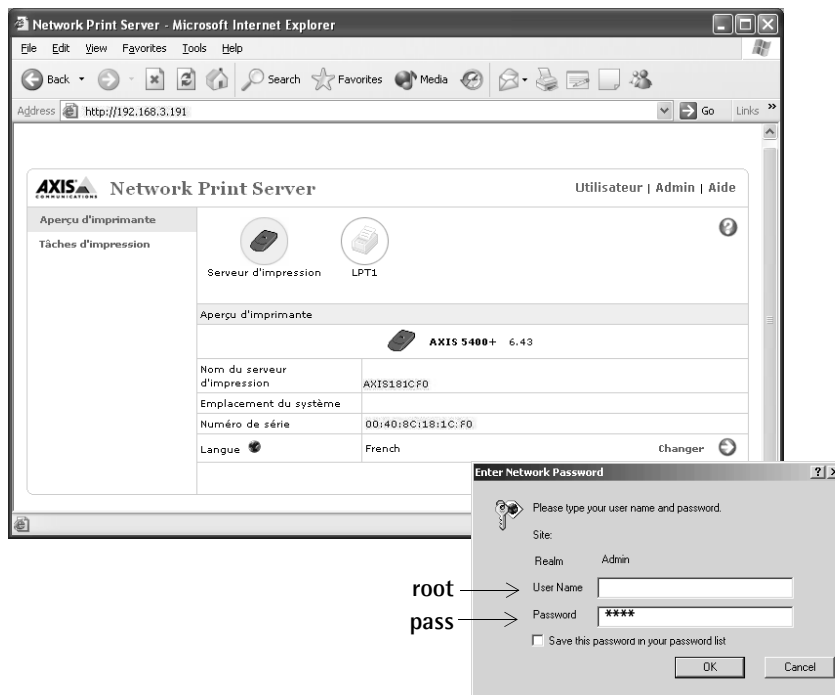 Network Print Server - Microsoft Internet Explorer
File Edit View Favorites Tools Help
Back Search Favorites Media
Address http://192.168.3.191 Go Links »
AXIS COMMUNICATIONS Network Print Server Utilisateur | Admin | Aide
Aperçu d'imprimante
Tâches d'impression
?
Serveur d'impression LPT1
Aperçu d'imprimante
AXIS 5400+ 6.43
Nom du serveur
d'impression AXIS181CF0
Emplacement du système
Numéro de série 00:40:8C:18:1C:F0
Langue French Changer
Enter Network Password
Please type your user name and password.
Site:
Realm Admin
root User Name
pass Password ****
Save this password in your password list
OK Cancel